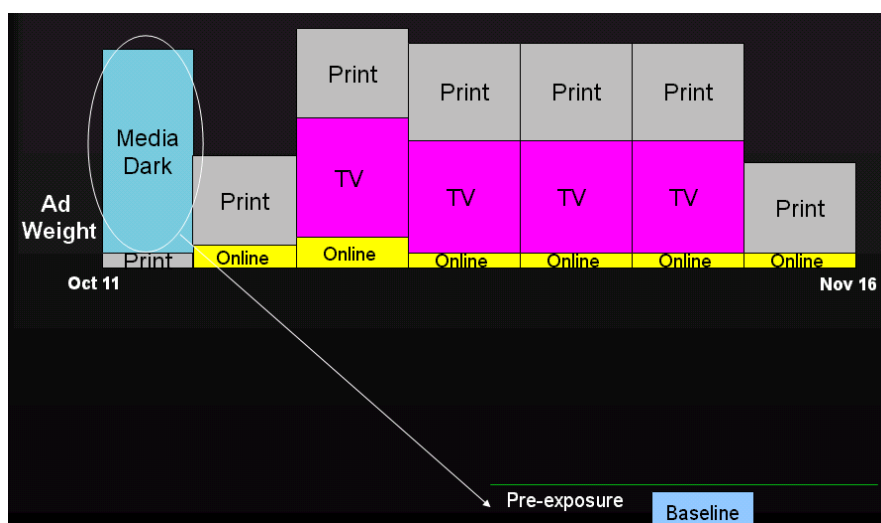 Print
Print
Print
Print
Media
Dark
TV
TV
TV
TV
Print
Print
Ad
Weight
Print
Online
Online
Online
Online
Online
Online
Oct 11
Nov 16
Pre-exposure
Baseline